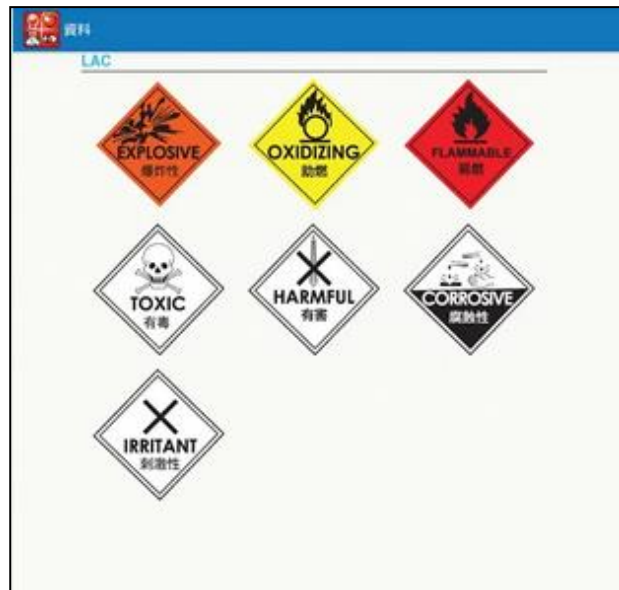 資料
LAC
EXPLOSIVE
爆炸性
OXIDIZING
助燃
FLAMMABLE
易燃
TOXIC
有毒
HARMFUL
有害
CORROSIVE
腐蝕性
IRRITANT
刺激性